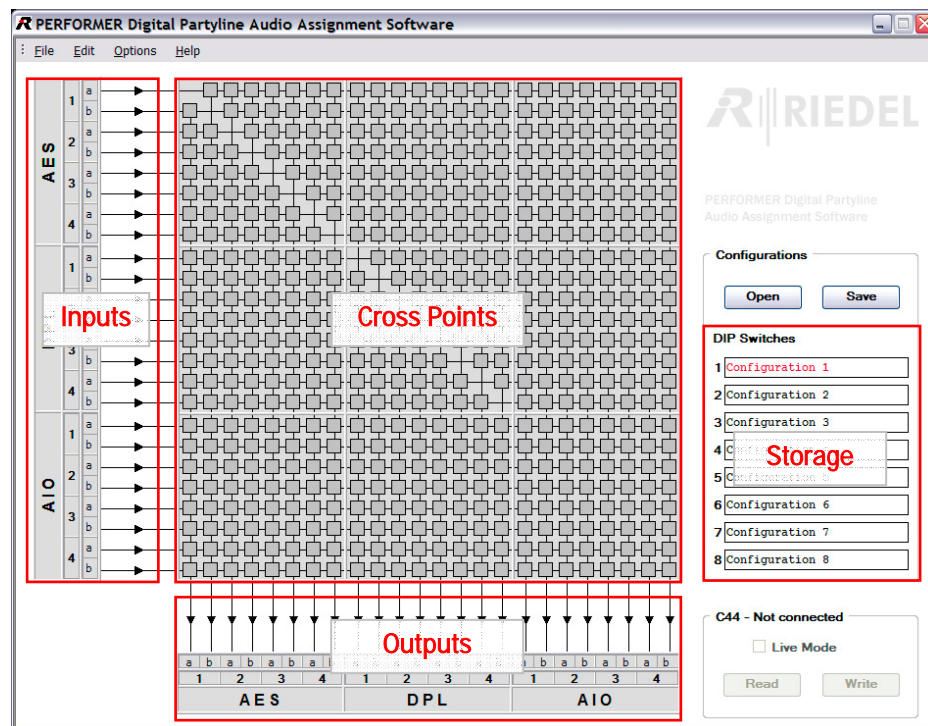 PERFORMER Digital Partyline Audio Assignment Software
File Edit Options Help
AES
1 a
b
2 a
b
3 a
b
4 a
b
1 a
b
a
Inputs
3 b
4 a
b
AIO
1 a
b
2 a
b
3 a
b
4 a
b
Cross Points
RIEDEL
PERFORMER Digital Partyline
Audio Assignment Software
Configurations
Open Save
DIP Switches
1 Configuration 1
2 Configuration 2
3 Configuration 3
4
Storage
5
6 Configuration 6
7 Configuration 7
8 Configuration 8
Outputs
a b a b a b a b a b a b a b a b
1 2 3 4 1 2 3 4 1 2 3 4
AES DPL AIO
C44 - Not connected
Live Mode
Read Write